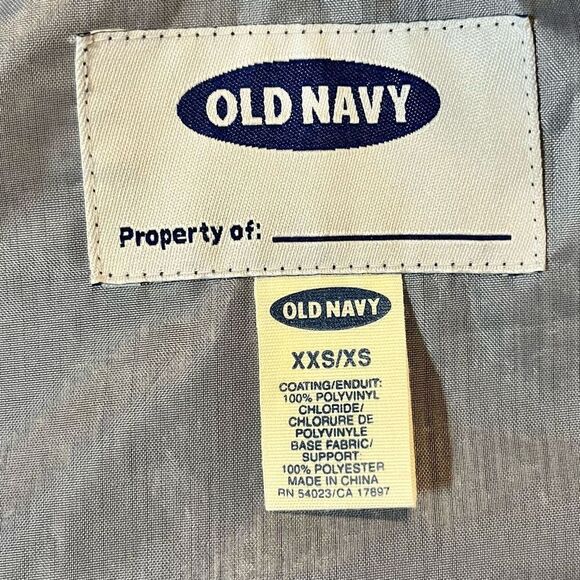 OLD NAVY
Property of:
OLD NAVY
XXS/XS
COATING/ENDUIT:
100% POLYVINYL
CHLORIDE/
CHLORURE DE
POLYVINYLE
BASE FABRIC/
SUPPORT:
100% POLYESTER
MADE IN CHINA
RN 54023/CA 17897